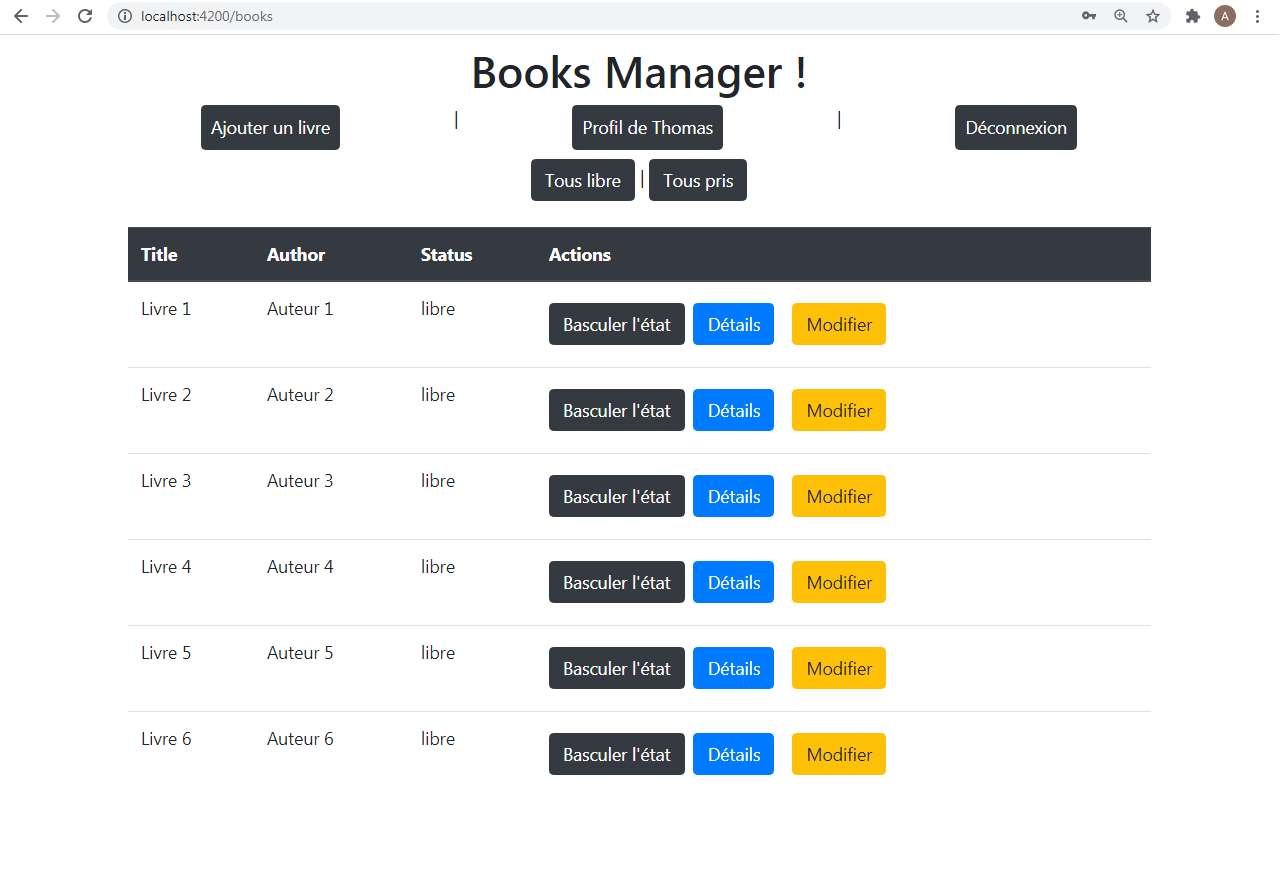 localhost:4200/books
A
Books Manager !
Ajouter un livre | Profil de Thomas | Déconnexion
Tous libre | Tous pris
Title Author Status Actions
Livre 1 Auteur 1 libre Basculer l'état Détails Modifier
Livre 2 Auteur 2 libre Basculer l'état Détails Modifier
Livre 3 Auteur 3 libre Basculer l'état Détails Modifier
Livre 4 Auteur 4 libre Basculer l'état Détails Modifier
Livre 5 Auteur 5 libre Basculer l'état Détails Modifier
Livre 6 Auteur 6 libre Basculer l'état Détails Modifier